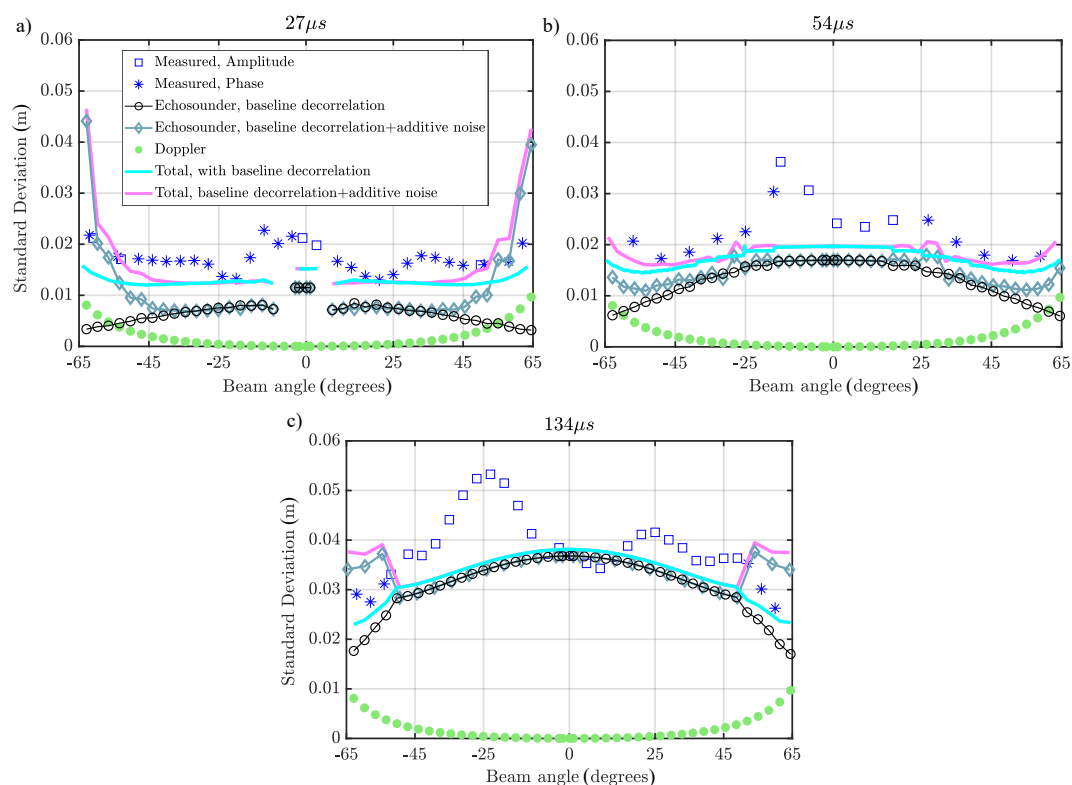 a)
27μs
0.06
0.05
0.04
0.03
0.02
0.01
0
Standard Deviation (m)
Measured, Amplitude
Measured, Phase
Echosounder, baseline decorrelation
Echosounder, baseline decorrelation+additive noise
Doppler
Total, with baseline decorrelation
Total, baseline decorrelation+additive noise
-65 -45 -25 0 25 45 65
Beam angle (degrees)
b)
54μs
0.06
0.05
0.04
0.03
0.02
0.01
0
Standard Deviation (m)
-65 -45 -25 0 25 45 65
Beam angle (degrees)
c)
134μs
0.06
0.05
0.04
0.03
0.02
0.01
0
Standard Deviation (m)
-65 -45 -25 0 25 45 65
Beam angle (degrees)